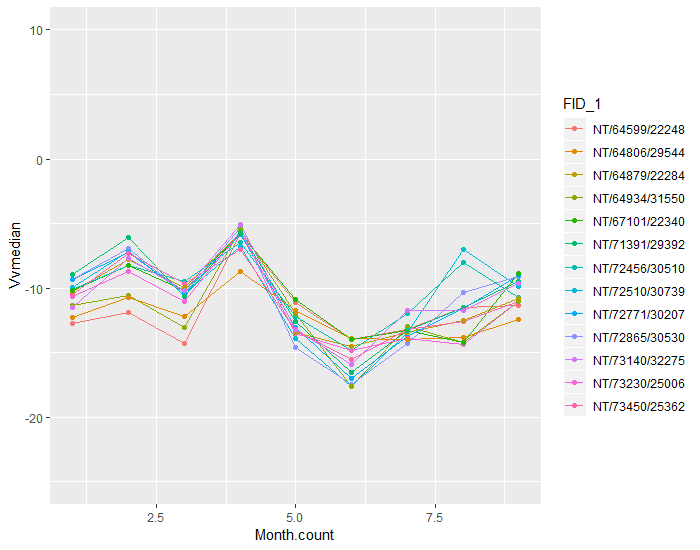 10
0
-10
-20
Vvmedian
2.5
5.0
7.5
Month.count
FID_1
NT/64599/22248
NT/64806/29544
NT/64879/22284
NT/64934/31550
NT/67101/22340
NT/71391/29392
NT/72456/30510
NT/72510/30739
NT/72771/30207
NT/72865/30530
NT/73140/32275
NT/73230/25006
NT/73450/25362